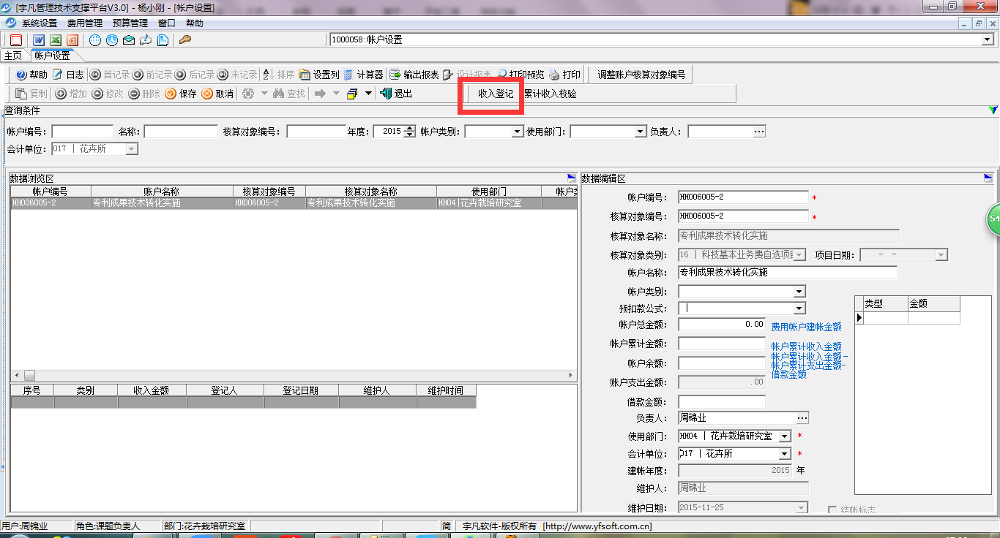 [宇凡管理技术支撑平台V3.0] - 杨小刚 - [帐户设置]
系统设置 费用管理 预算管理 窗口 帮助
1000058:帐户设置
主页 帐户设置
帮助 日志 首记录 前记录 后记录 末记录 排序 设置列 计算器 输出报表 设计报表 打印预览 打印 调整账户核算对象编号
复制 增加 修改 删除 保存 取消 查找 退出 收入登记 累计收入校验
查询条件
帐户编号: 名称: 核算对象编号: 年度: 2015 帐户类别: 使用部门: 负责人: ...
会计单位: 017 | 花卉所
数据浏览区
帐户编号 账户名称 核算对象编号 核算对象名称 使用部门
HH006005-2 专利成果技术转化实施 HH006005-2 专利成果技术转化实施 HH04|花卉栽培研究室
序号 类别 收入金额 登记人 登记日期 维护人 维护时间
数据编辑区
帐户编号: HH006005-2 *
核算对象编号: HH006005-2 *
核算对象名称: 专利成果技术转化实施
核算对象类别: 16 | 科技基本业务费自选项 项目日期: - -
帐户名称: 专利成果技术转化实施
帐户类别:
预扣款公式: |
帐户总金额: 0.00 费用帐户建帐金额
帐户累计金额: 帐户累计收入金额
帐户余额: 帐户累计收入金额-
帐户累计支出金额-
借款金额
账户支出金额: .00
借款金额:
负责人: 周锦业 ...
使用部门: HH04 | 花卉栽培研究室 *
会计单位: 017 | 花卉所 *
建帐年度: 2015 年
维护人: 周锦业
维护日期: 2015-11-25 结帐标志
类型 金额
54
用户:周锦业 角色:课题负责人 部门:花卉栽培研究室 简 宇凡软件-版权所有 [http://www.yfsoft.com.cn]